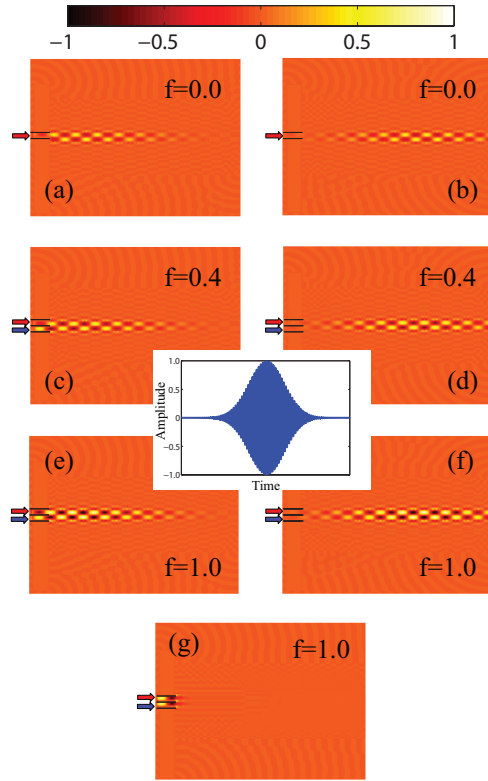 −1 −0.5 0 0.5 1
f=0.0 f=0.0
(a) (b)
f=0.4 f=0.4
(c) (d)
1.0
0.5
0
−0.5
−1.0
Amplitude
Time
(e) (f)
f=1.0 f=1.0
(g) f=1.0